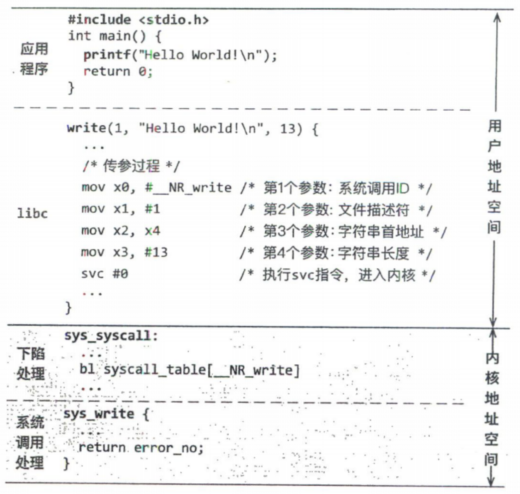 #include <stdio.h>
int main() {
printf("Hello World!\n");
return 0;
}
应用
程序
write(1, "Hello World!\n", 13) {
...
/* 传参过程 */
mov x0, #__NR_write /* 第1个参数：系统调用ID */
mov x1, #1 /* 第2个参数: 文件描述符 */
mov x2, x4 /* 第3个参数：字符串首地址 */
mov x3, #13 /* 第4个参数：字符串长度 */
svc #0 /* 执行svc指令，进入内核 */
...
}
libc
用户地址空间
sys_syscall:
...
bl syscall_table[__NR_write]
...
下陷
处理
sys_write {
...
return error_no;
}
系统
调用
处理
内核地址空间